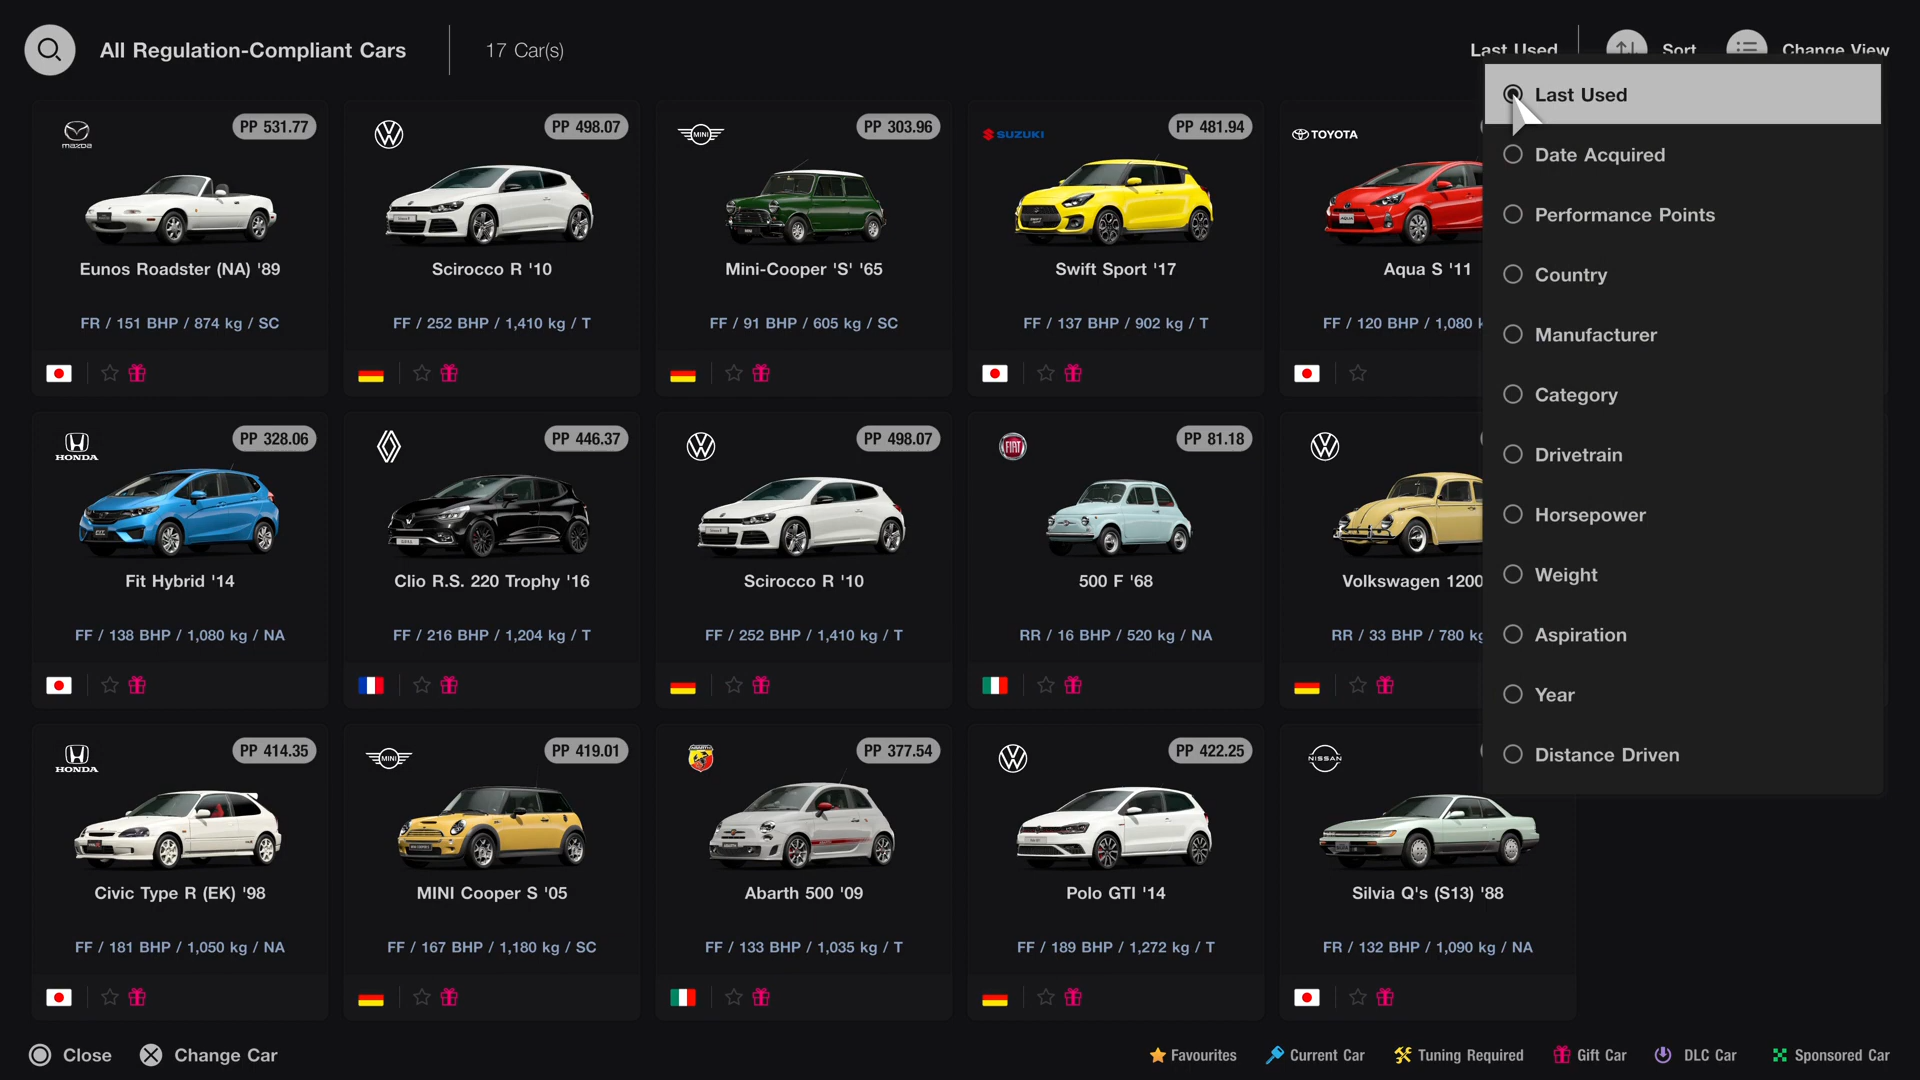 All Regulation-Compliant Cars
17 Car(s)
Last Used
Sort
Change View
Last Used
Date Acquired
Performance Points
Country
Manufacturer
Category
Drivetrain
Horsepower
Weight
Aspiration
Year
Distance Driven
mazda
PP 531.77
Eunos Roadster (NA) '89
FR / 151 BHP / 874 kg / SC
PP 498.07
Scirocco R '10
FF / 252 BHP / 1,410 kg / T
MINI
PP 303.96
Mini-Cooper 'S' '65
FF / 91 BHP / 605 kg / SC
SUZUKI
PP 481.94
Swift Sport '17
FF / 137 BHP / 902 kg / T
TOYOTA
AQUA
Aqua S '11
FF / 120 BHP / 1,080
HONDA
PP 328.06
Fit Hybrid '14
FF / 138 BHP / 1,080 kg / NA
PP 446.37
Clio R.S. 220 Trophy '16
FF / 216 BHP / 1,204 kg / T
PP 498.07
Scirocco R '10
FF / 252 BHP / 1,410 kg / T
FIAT
PP 81.18
500 F '68
RR / 16 BHP / 520 kg / NA
Volkswagen 1200
RR / 33 BHP / 780 kg
HONDA
PP 414.35
Civic Type R (EK) '98
FF / 181 BHP / 1,050 kg / NA
MINI
PP 419.01
MINI Cooper S '05
FF / 167 BHP / 1,180 kg / SC
ABARTH
PP 377.54
Abarth 500 '09
FF / 133 BHP / 1,035 kg / T
PP 422.25
Polo GTI '14
FF / 189 BHP / 1,272 kg / T
NISSAN
Silvia Q's (S13) '88
FR / 132 BHP / 1,090 kg / NA
Close
Change Car
Favourites
Current Car
Tuning Required
Gift Car
DLC Car
Sponsored Car